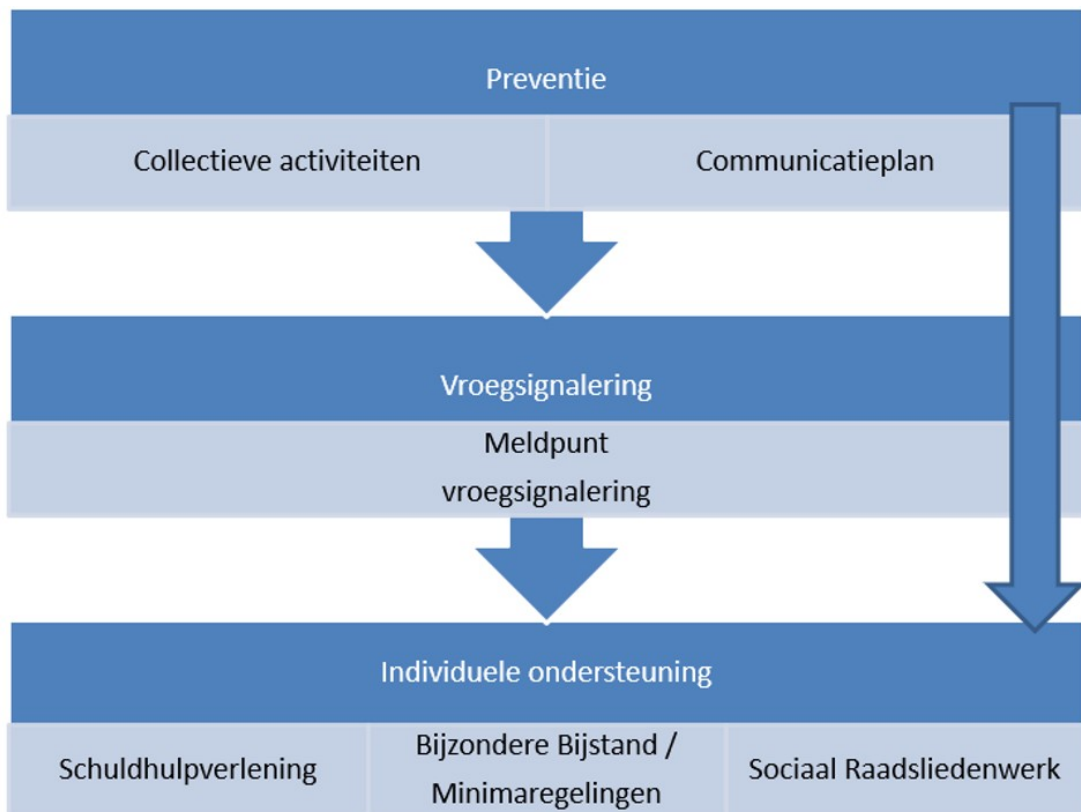 Preventie
Collectieve activiteiten
Communicatieplan
Vroegsignalering
Meldpunt
vroegsignalering
Individuele ondersteuning
Schuldhulpverlening
Bijzondere Bijstand /
Minimaregelingen
Sociaal Raadsliedenwerk